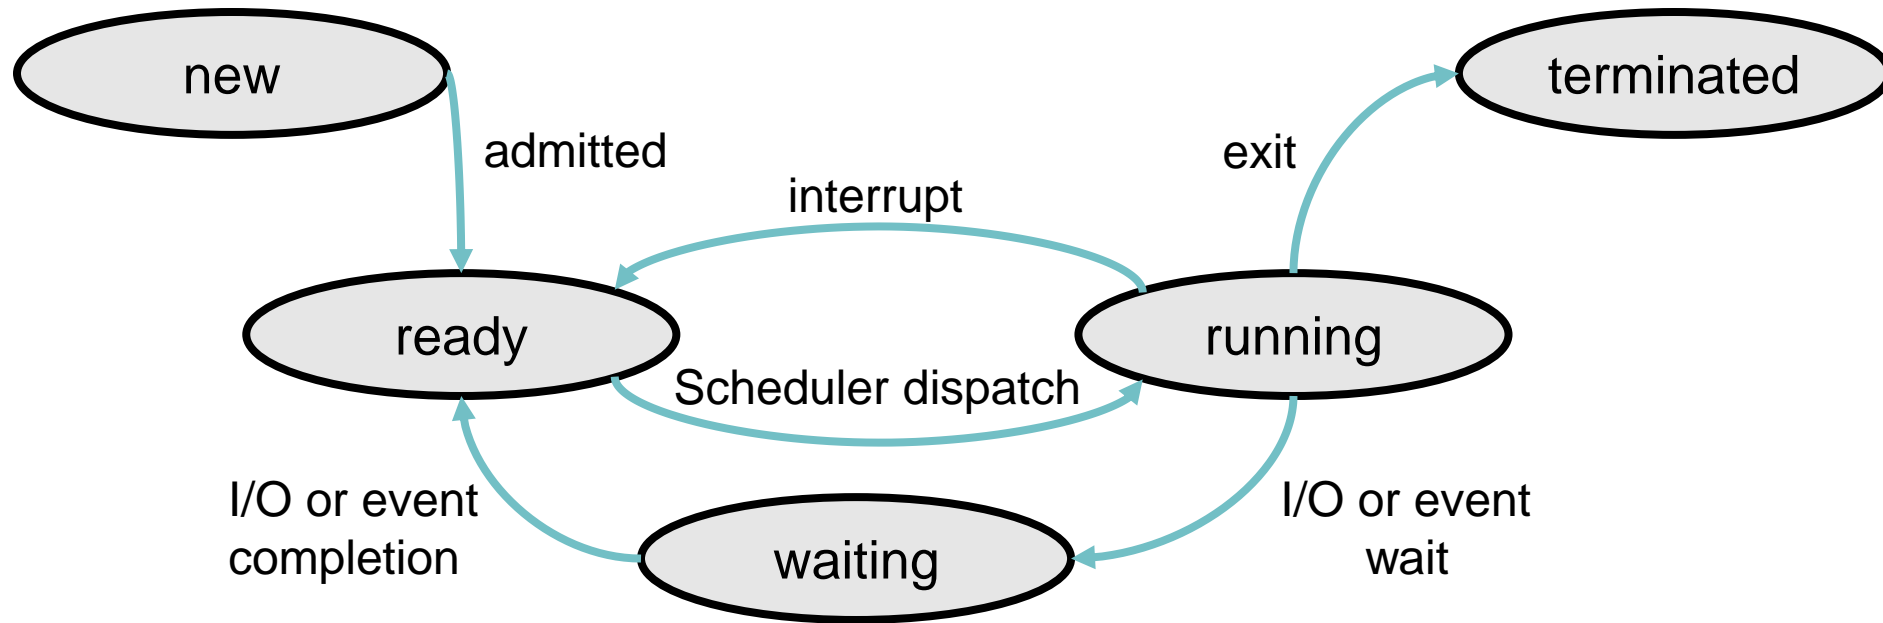 new
terminated
admitted
exit
interrupt
ready
running
Scheduler dispatch
I/O or event
completion
waiting
I/O or event
wait